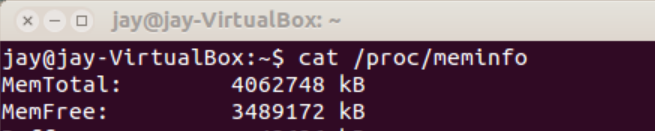 jay@jay-VirtualBox: ~
jay@jay-VirtualBox:~$ cat /proc/meminfo
MemTotal:        4062748 kB
MemFree:         3489172 kB